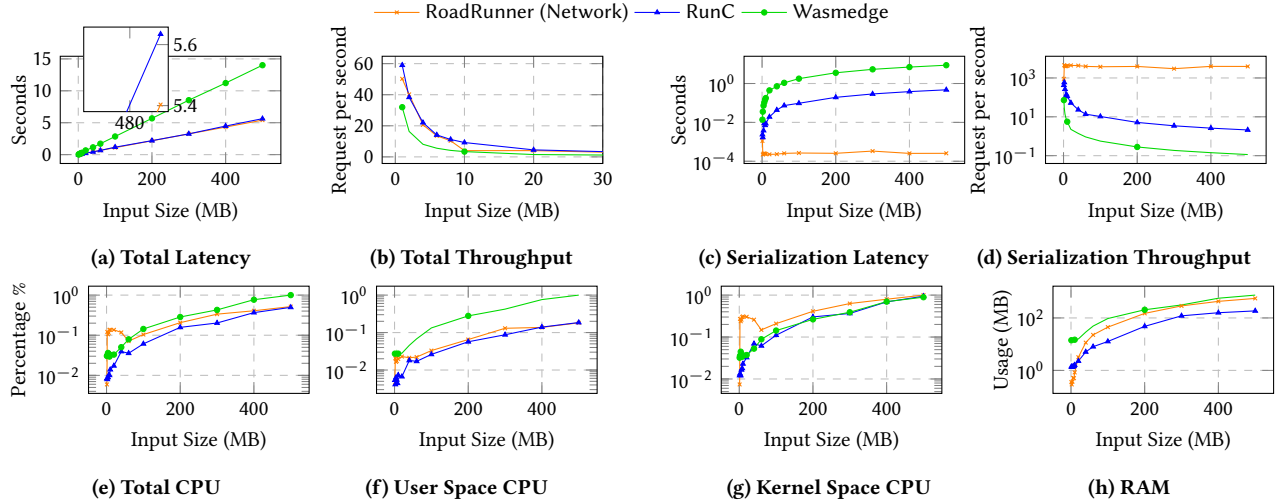 RoadRunner (Network) RunC Wasmedge
Seconds
15
10
5
0
0 200 400
480
5.6
5.4
Input Size (MB)
(a) Total Latency
Request per second
60
40
20
0
0 10 20 30
Input Size (MB)
(b) Total Throughput
Seconds
10^0
10^−2
10^−4
0 200 400
Input Size (MB)
(c) Serialization Latency
Request per second
10^3
10^1
10^−1
0 200 400
Input Size (MB)
(d) Serialization Throughput
Percentage %
10^0
10^−1
10^−2
0 200 400
Input Size (MB)
(e) Total CPU
10^0
10^−1
10^−2
0 200 400
Input Size (MB)
(f) User Space CPU
10^0
10^−1
10^−2
0 200 400
Input Size (MB)
(g) Kernel Space CPU
Usage (MB)
10^2
10^0
0 200 400
Input Size (MB)
(h) RAM